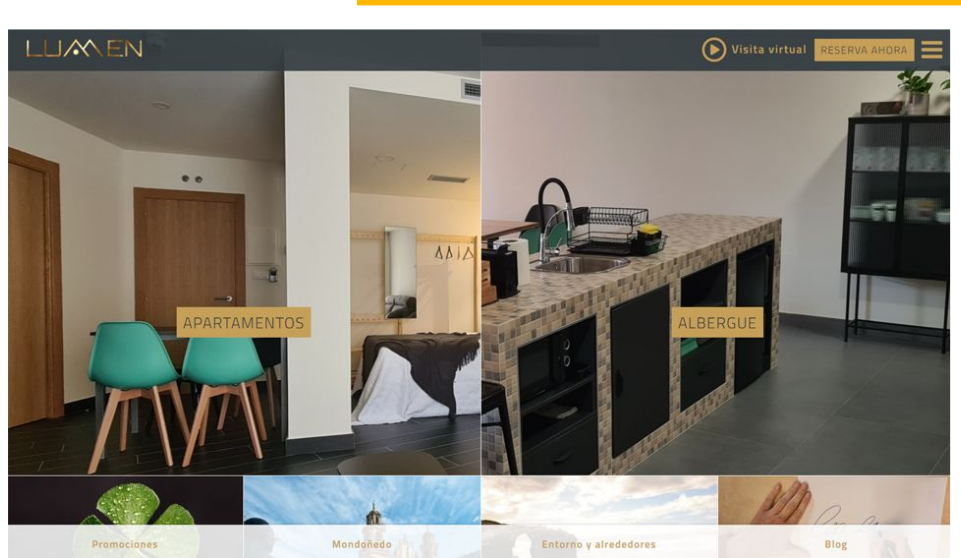 LUMEN
Visita virtual
RESERVA AHORA
APARTAMENTOS
ALBERGUE
Promociones
Mondoñedo
Entorno y alrededores
Blog